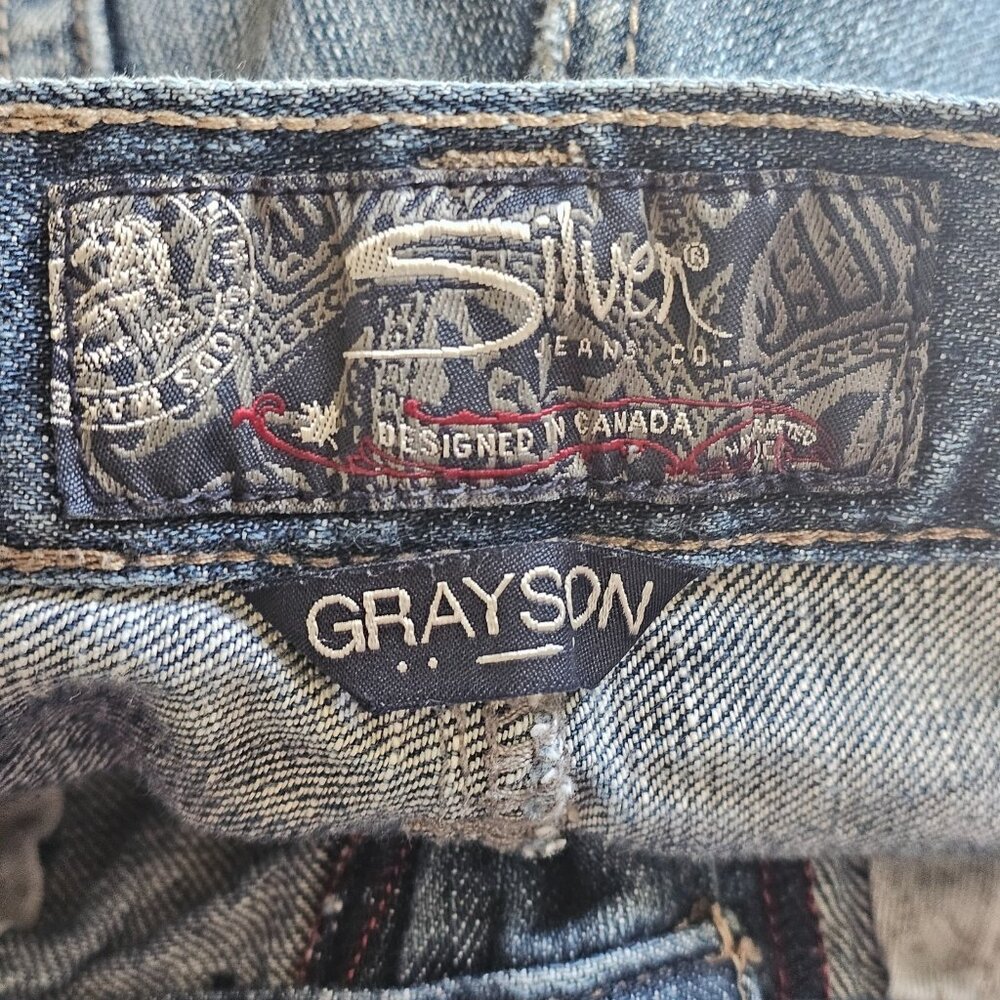 Silver®
JEANS CO.
DESIGNED IN CANADA
GRAYSON